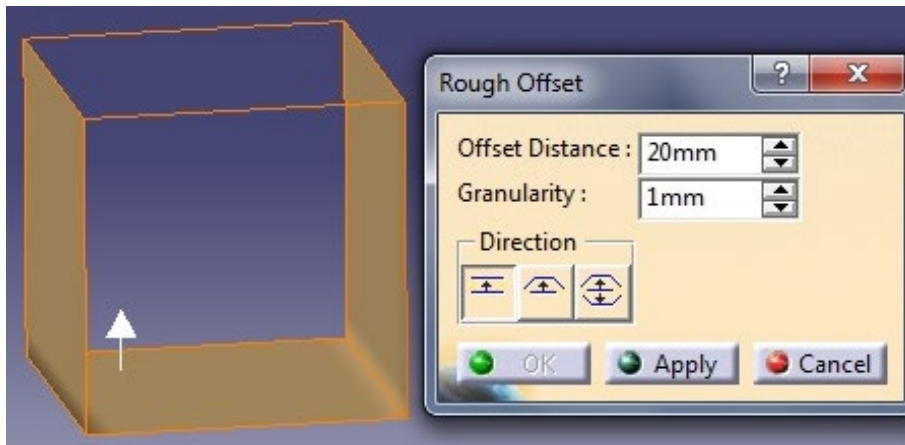 Rough Offset
?
X
Offset Distance : 20mm
Granularity : 1mm
Direction
OK
Apply
Cancel